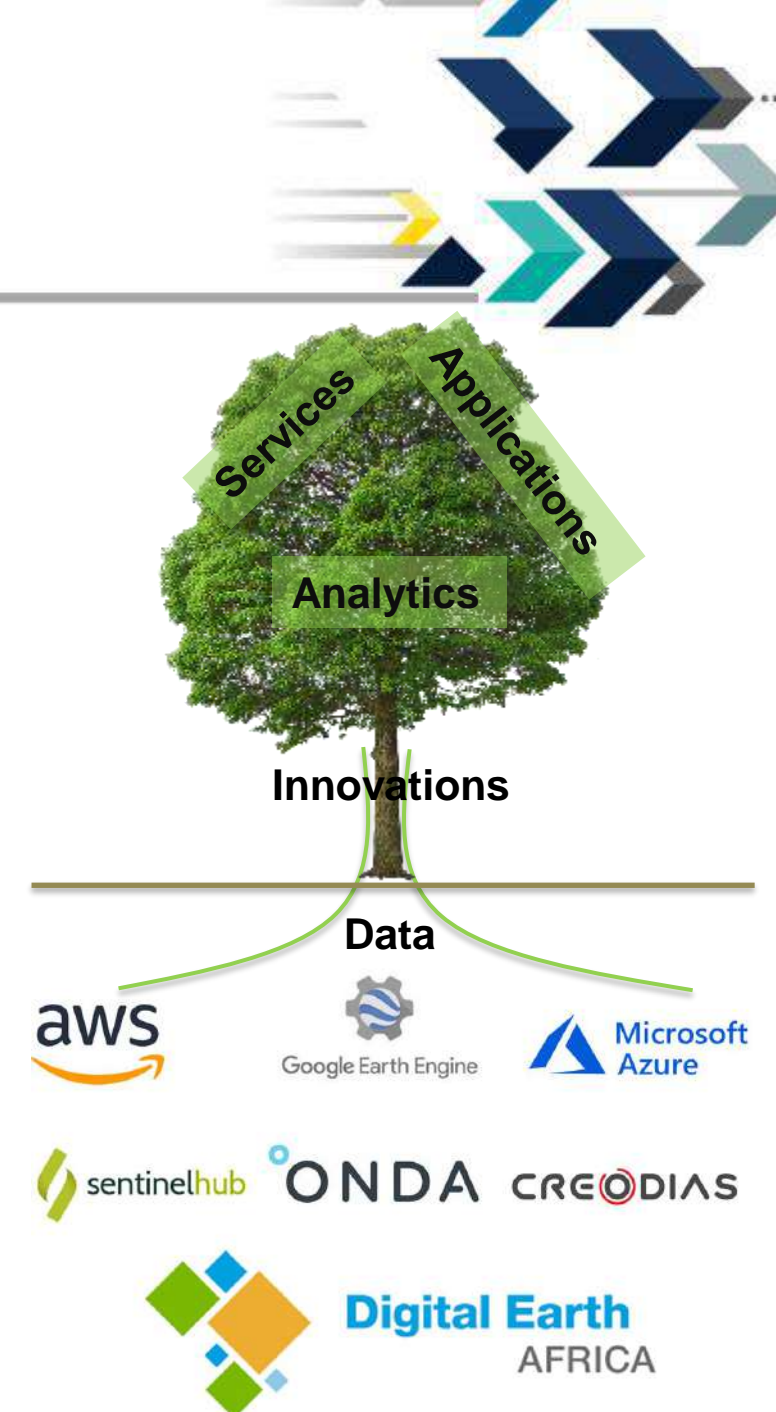 Services
Applications
Analytics
Innovations
Data
aws
Google Earth Engine
Microsoft
Azure
sentinelhub
ONDA
CREODIAS
Digital Earth
AFRICA